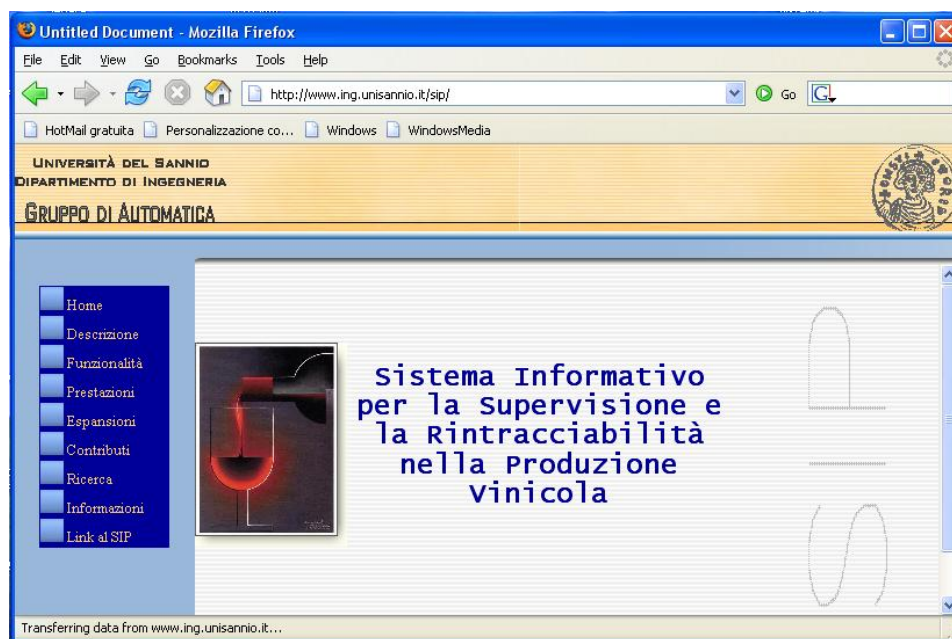 Untitled Document - Mozilla Firefox
File Edit View Go Bookmarks Tools Help
http://www.ing.unisannio.it/sip/ Go G
HotMail gratuita Personalizzazione co... Windows WindowsMedia
Università del Sannio
Dipartimento di Ingegneria
Gruppo di Automatica
Home
Descrizione
Funzionalità
Prestazioni
Espansioni
Contributi
Ricerca
Informazioni
Link al SIP
Sistema Informativo
per la Supervisione e
la Rintracciabilità
nella Produzione
Vinicola
SIP
Transferring data from www.ing.unisannio.it...